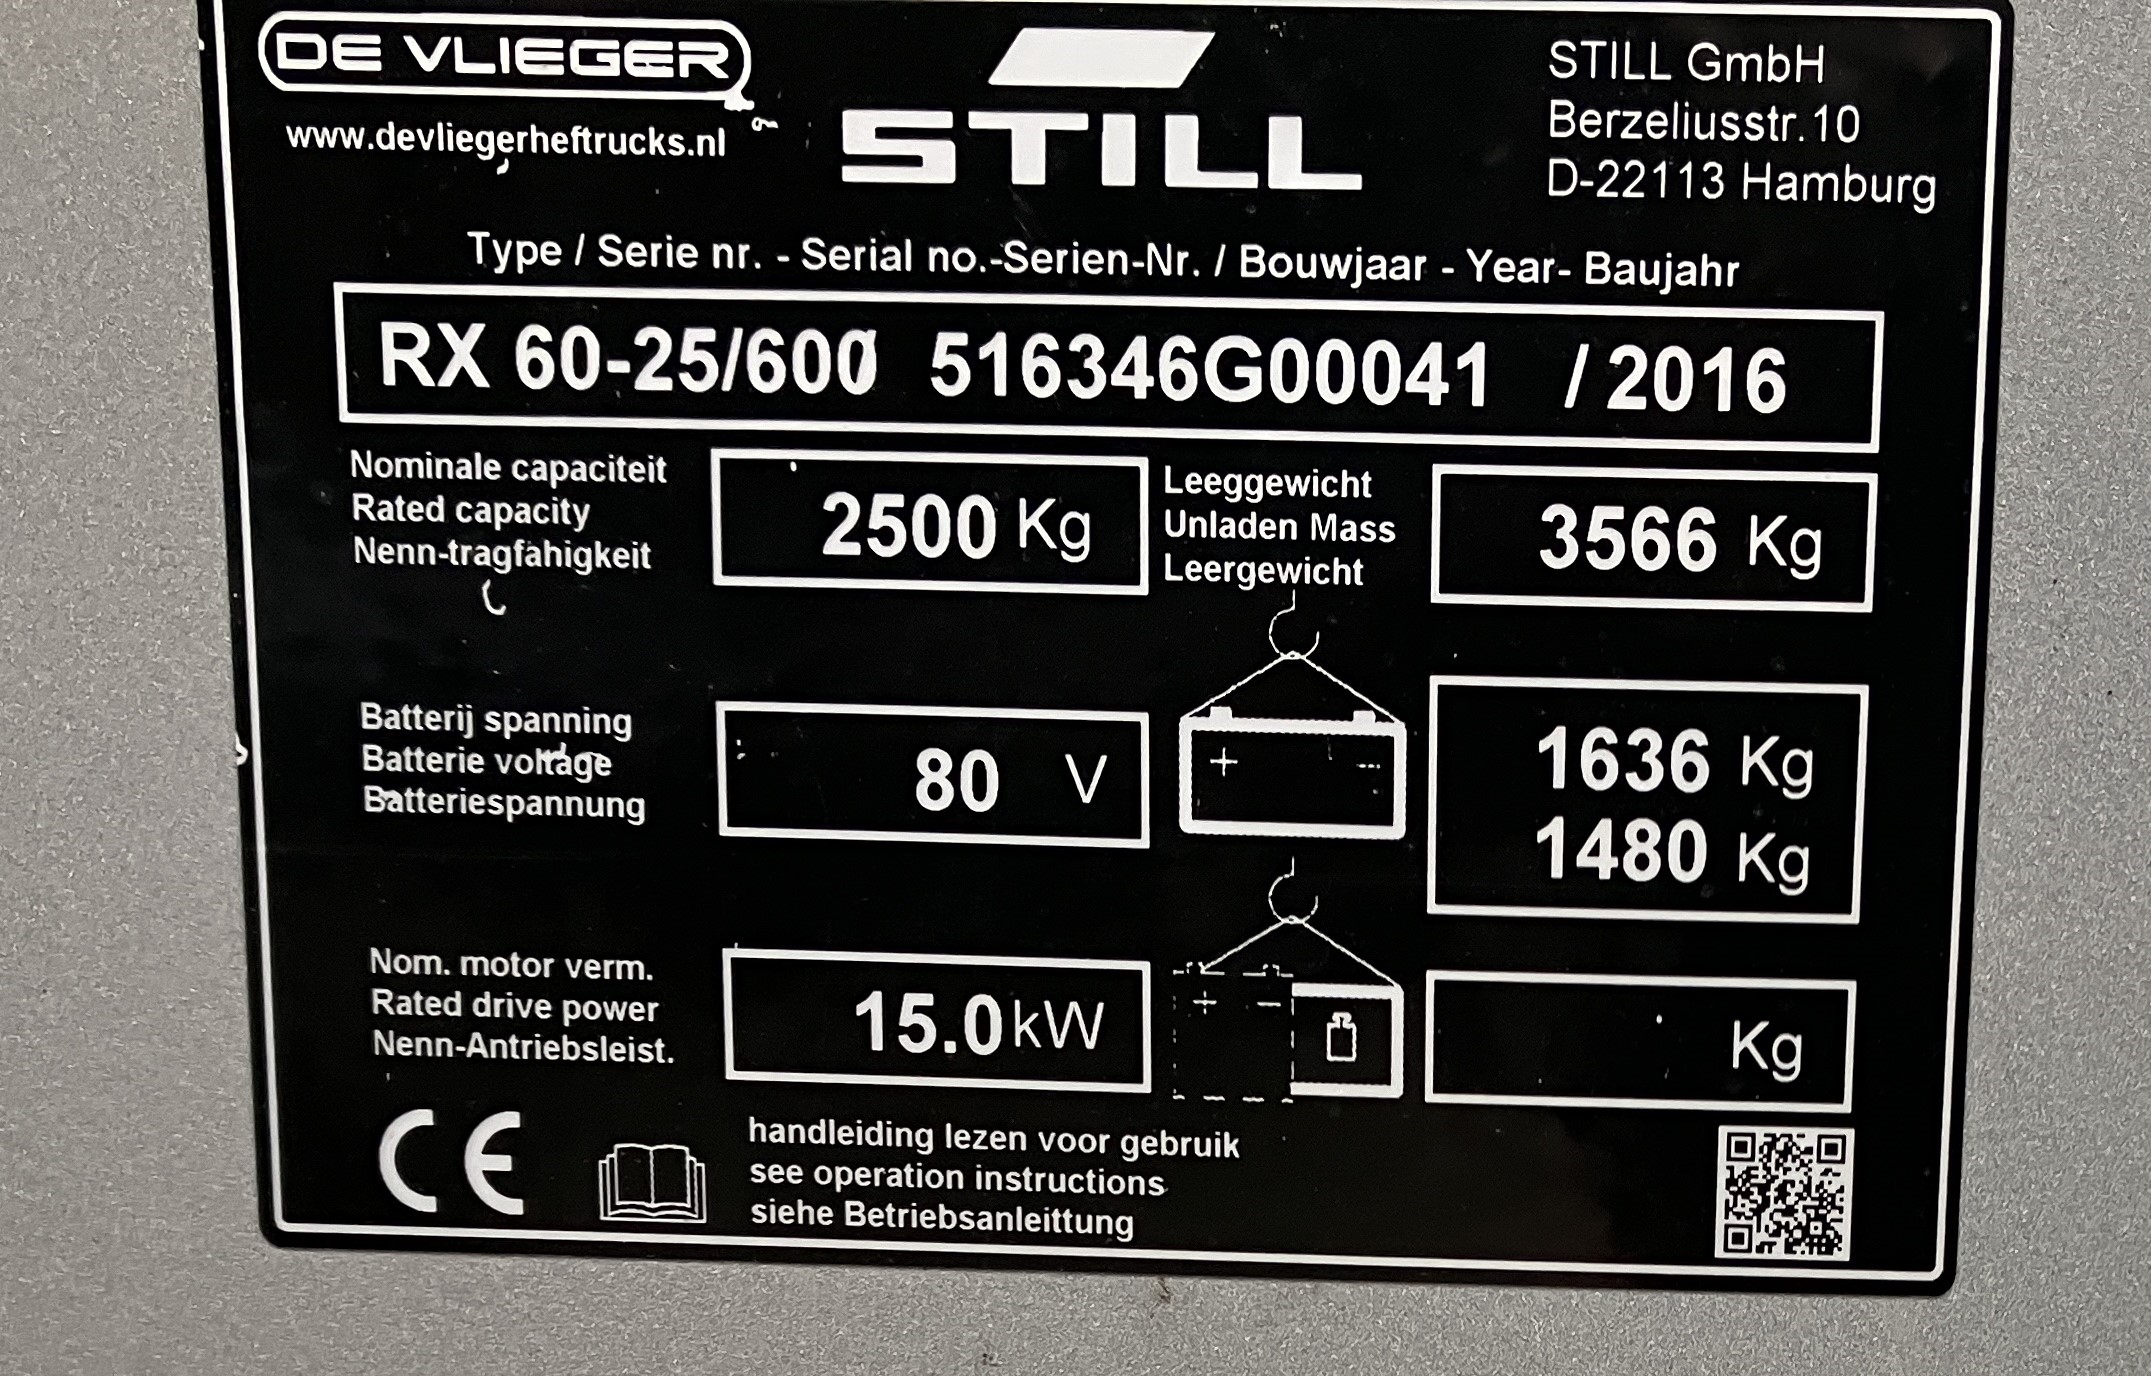 DE VLIEGER
www.devliegerheftrucks.nl
STILL
STILL GmbH
Berzeliusstr.10
D-22113 Hamburg
Type / Serie nr. - Serial no.-Serien-Nr. / Bouwjaar - Year- Baujahr
RX 60-25/600 516346G00041 / 2016
Nominale capaciteit
Rated capacity
Nenn-tragfähigkeit
2500 Kg
Leeggewicht
Unladen Mass
Leergewicht
3566 Kg
Batterij spanning
Batterie voltage
Batteriespannung
80 V
+ -
1636 Kg
1480 Kg
Nom. motor verm.
Rated drive power
Nenn-Antriebsleist.
15.0 kW
+ -
Kg
CE
handleiding lezen voor gebruik
see operation instructions
siehe Betriebsanleittung